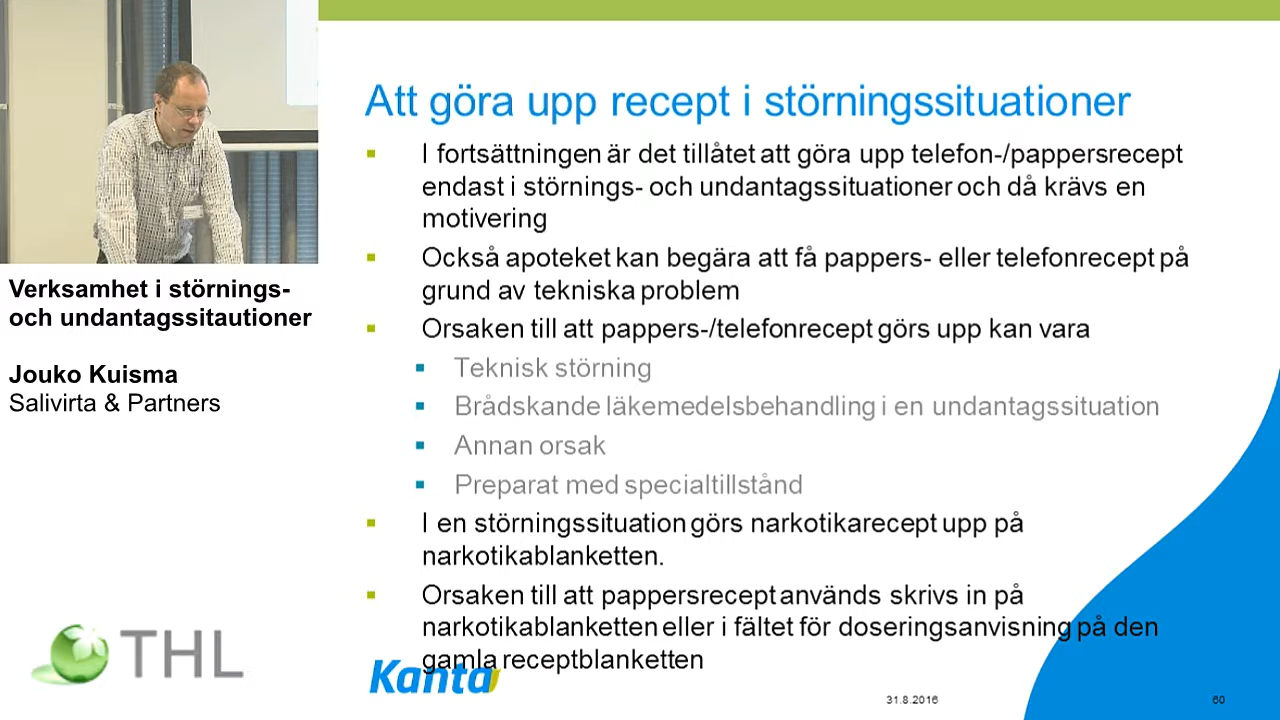 Att göra upp recept i störningssituationer
I fortsättningen är det tillåtet att göra upp telefon-/pappersrecept
endast i störnings- och undantagssituationer och då krävs en
motivering
Också apoteket kan begära att få pappers- eller telefonrecept på
grund av tekniska problem
Orsaken till att pappers-/telefonrecept görs upp kan vara
Teknisk störning
Brådskande läkemedelsbehandling i en undantagssituation
Annan orsak
Preparat med specialtillstånd
I en störningssituation görs narkotikarecept upp på
narkotikablanketten.
Orsaken till att pappersrecept används skrivs in på
narkotikablanketten eller i fältet för doseringsanvisning på den
gamla receptblanketten
Verksamhet i störnings-
och undantagssitautioner
Jouko Kuisma
Salivirta & Partners
THL
Kanta
31.8.2016
60